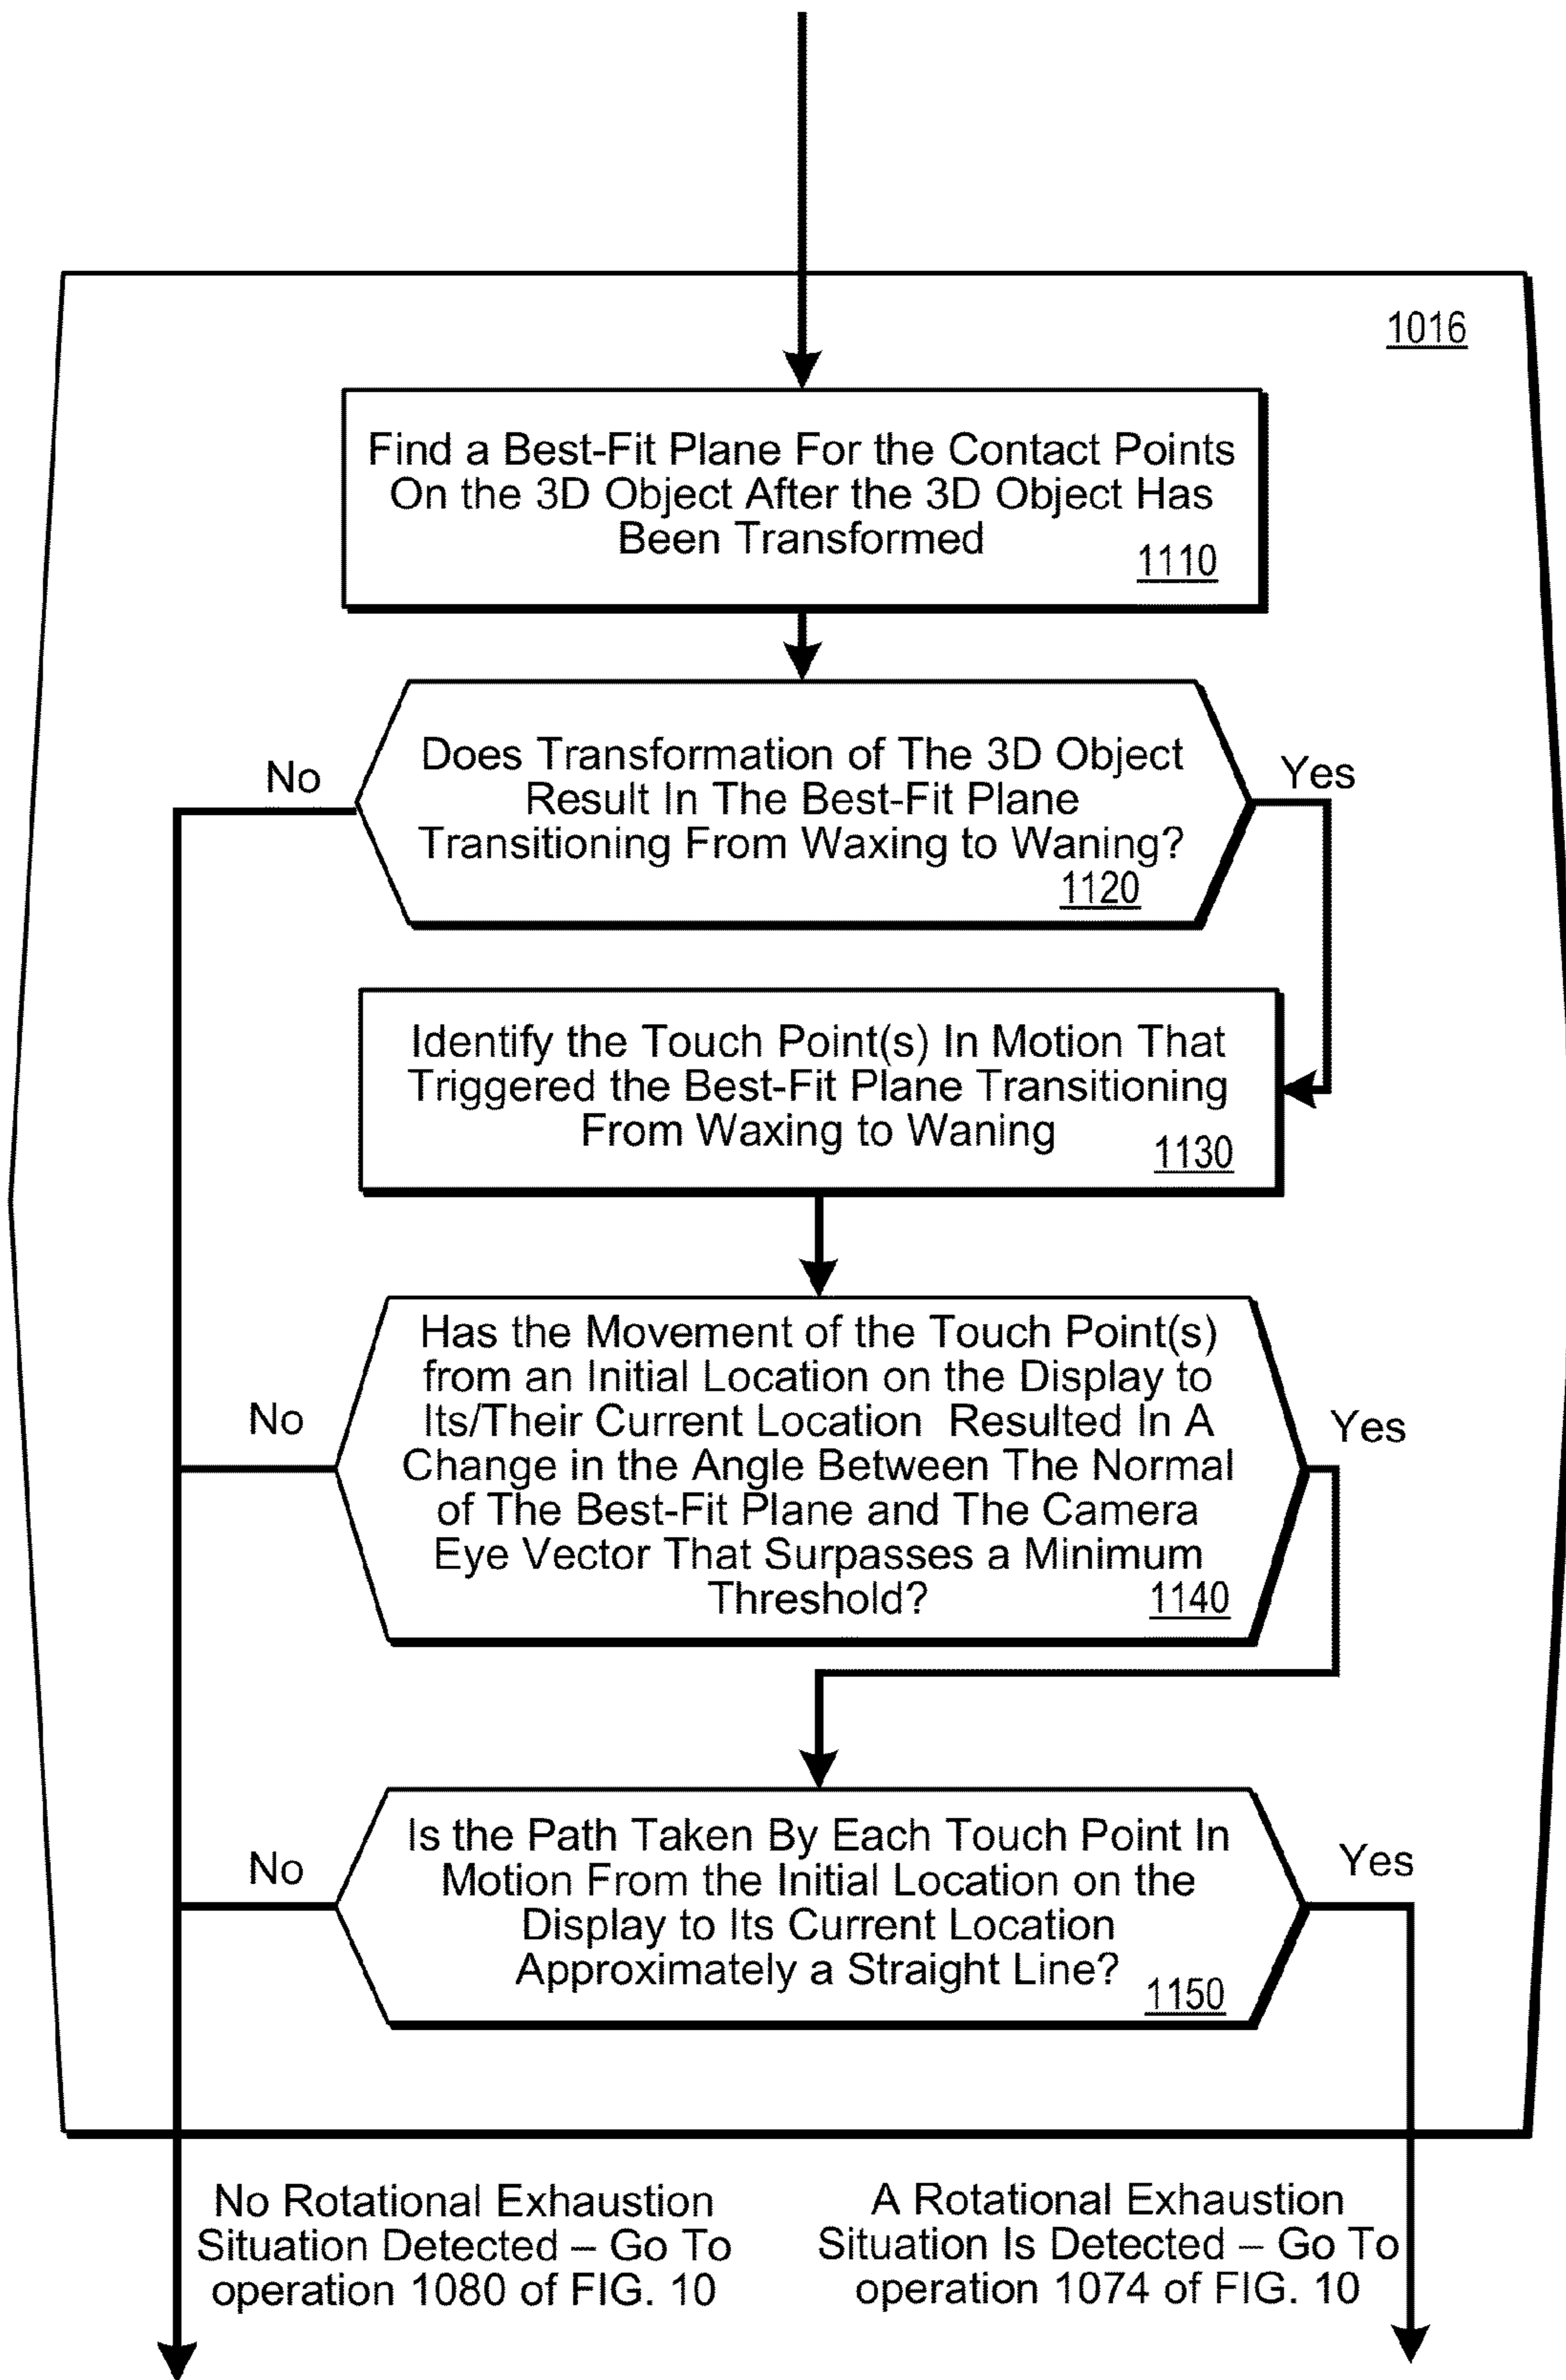 1016
Find a Best-Fit Plane For the Contact Points
On the 3D Object After the 3D Object Has
Been Transformed
1110
No
Does Transformation of The 3D Object
Result In The Best-Fit Plane
Transitioning From Waxing to Waning?
1120
Yes
Identify the Touch Point(s) In Motion That
Triggered the Best-Fit Plane Transitioning
From Waxing to Waning
1130
No
Has the Movement of the Touch Point(s)
from an Initial Location on the Display to
Its/Their Current Location Resulted In A
Change in the Angle Between The Normal
of The Best-Fit Plane and The Camera
Eye Vector That Surpasses a Minimum
Threshold?
1140
Yes
No
Is the Path Taken By Each Touch Point In
Motion From the Initial Location on the
Display to Its Current Location
Approximately a Straight Line?
1150
Yes
No Rotational Exhaustion
Situation Detected – Go To
operation 1080 of FIG. 10
A Rotational Exhaustion
Situation Is Detected – Go To
operation 1074 of FIG. 10